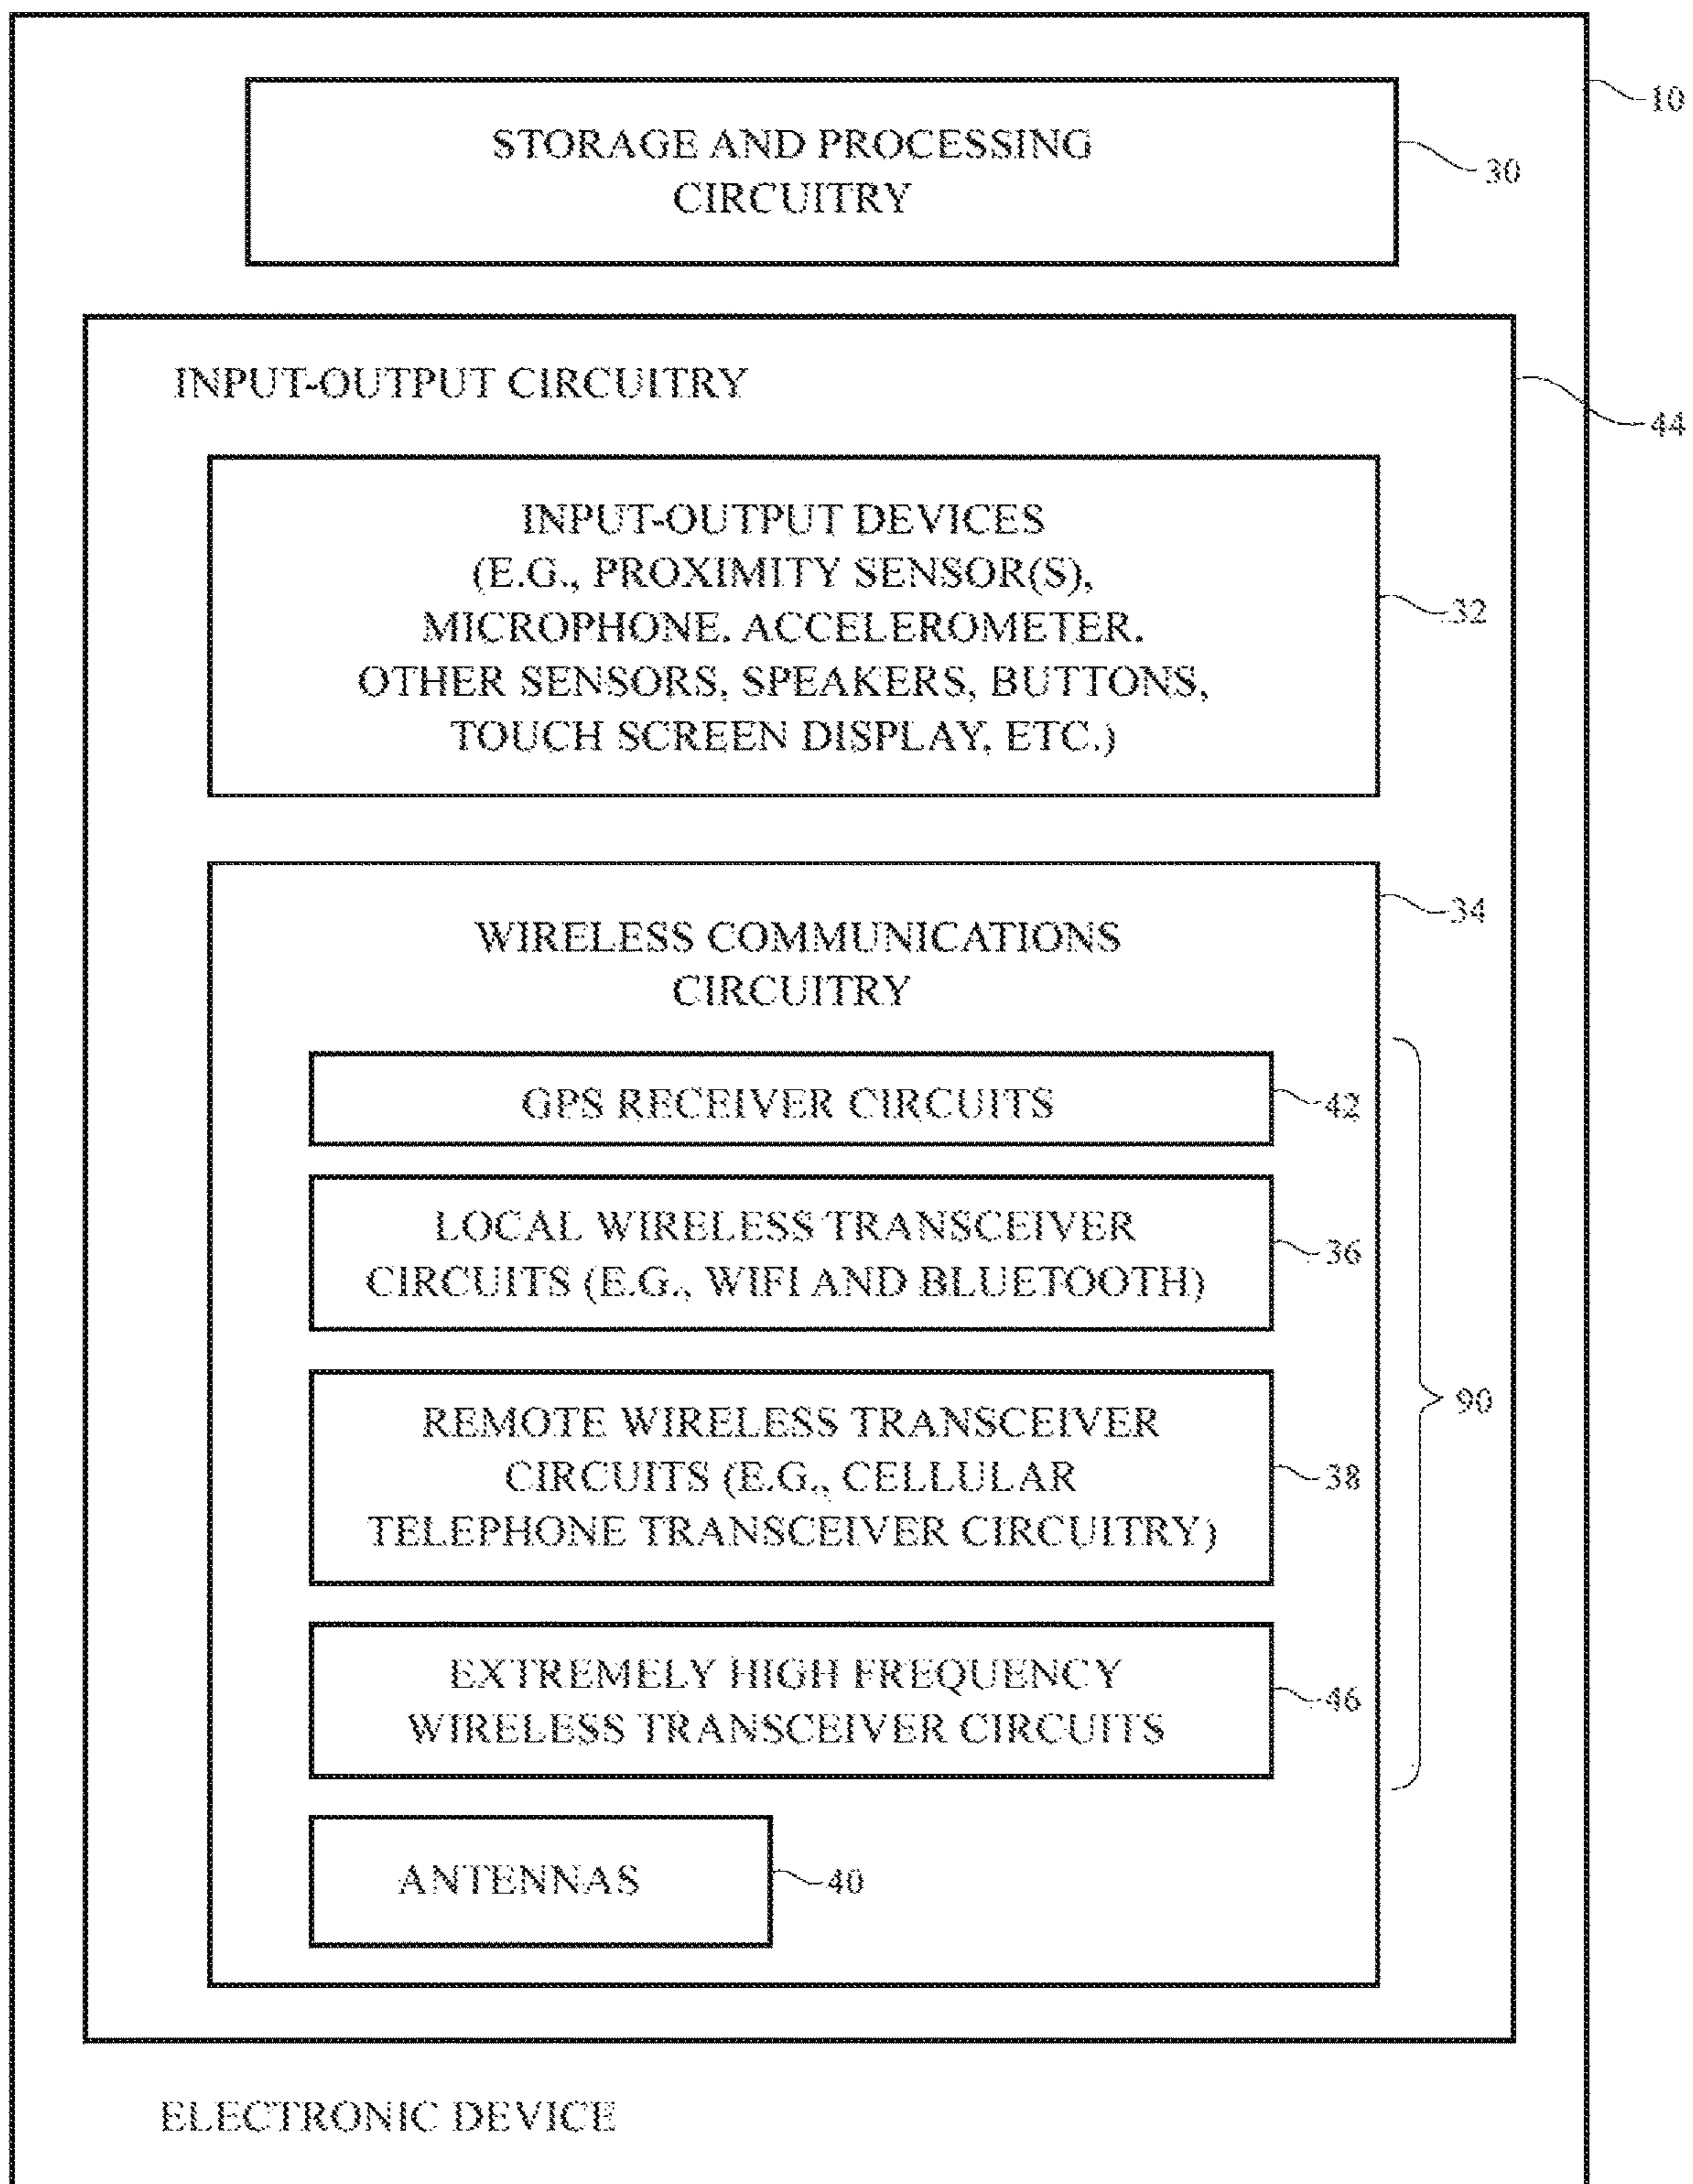 10
STORAGE AND PROCESSING
CIRCUITRY
30
INPUT-OUTPUT CIRCUITRY
44
INPUT-OUTPUT DEVICES
(E.G., PROXIMITY SENSOR(S),
MICROPHONE, ACCELEROMETER,
OTHER SENSORS, SPEAKERS, BUTTONS,
TOUCH SCREEN DISPLAY, ETC.)
32
WIRELESS COMMUNICATIONS
CIRCUITRY
34
GPS RECEIVER CIRCUITS
42
LOCAL WIRELESS TRANSCEIVER
CIRCUITS (E.G., WIFI AND BLUETOOTH)
36
REMOTE WIRELESS TRANSCEIVER
CIRCUITS (E.G., CELLULAR
TELEPHONE TRANSCEIVER CIRCUITRY)
38
90
EXTREMELY HIGH FREQUENCY
WIRELESS TRANSCEIVER CIRCUITS
46
ANTENNAS
40
ELECTRONIC DEVICE